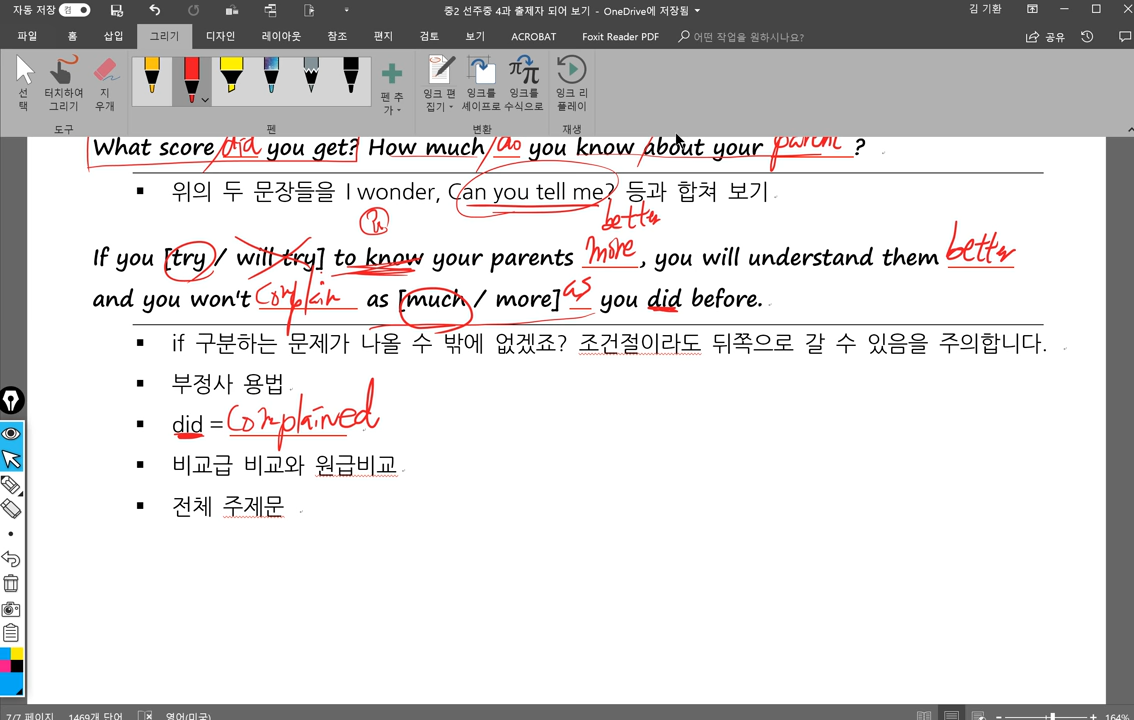 자동 저장 켬 중2 선주중 4과 출제자 되어 보기 - OneDrive에 저장됨 김 기환
파일 홈 삽입 그리기 디자인 레이아웃 참조 편지 검토 보기 ACROBAT Foxit Reader PDF 어떤 작업을 원하시나요? 공유
선택 터치하여 그리기 지우개 펜 추가 잉크 편집기 잉크를 셰이프로 잉크를 수식으로 잉크 리플레이
도구 펜 변환 재생
What score did you get? How much do you know about your parent ?
▪ 위의 두 문장들을 I wonder, Can you tell me? 등과 합쳐 보기
better
If you [try / will try] to know your parents more, you will understand them better
and you won't complain as [much / more] as you did before.
▪ if 구분하는 문제가 나올 수 밖에 없겠죠? 조건절이라도 뒤쪽으로 갈 수 있음을 주의합니다.
▪ 부정사 용법
▪ did = complained
▪ 비교급 비교와 원급비교
▪ 전체 주제문
7/7 페이지 1469개 단어 영어(미국) 164%